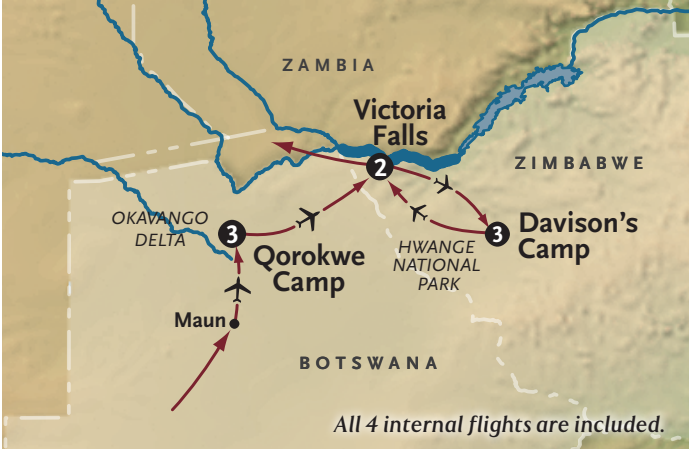 ZAMBIA
Victoria
Falls
2
ZIMBABWE
OKAVANGO
DELTA
3
Qorokwe
Camp
3
Davison's
Camp
HWANGE
NATIONAL
PARK
Maun
BOTSWANA
All 4 internal flights are included.